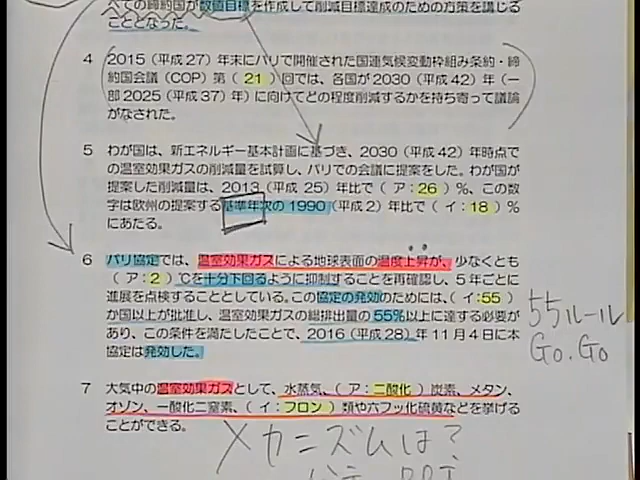 べての締約国が数値目標を作成して削減目標達成のための方策を講じる
こととなった。
4 2015（平成27）年末にパリで開催された国連気候変動枠組み条約・締
約国会議（COP）第（ 21 ）回では、各国が2030（平成42）年（一
部2025（平成37）年）に向けてどの程度削減するかを持ち寄って議論
がなされた。
5 わが国は、新エネルギー基本計画に基づき、2030（平成42）年時点で
の温室効果ガスの削減量を試算し、パリでの会議に提案をした。わが国が
提案した削減量は、2013（平成25）年比で（ ア：26 ）%、この数
字は欧州の提案する基準年次の1990（平成2）年比で（ イ：18 ）%
にあたる。
6 パリ協定では、温室効果ガスによる地球表面の温度上昇が、少なくとも
（ ア：2 ）℃を十分下回るように抑制することを再確認し、5年ごとに
進展を点検することとしている。この協定の発効のためには、（ イ：55 ）
か国以上が批准し、温室効果ガスの総排出量の55%以上に達する必要が
あり、この条件を満たしたことで、2016（平成28）年11月4日に本
協定は発効した。
55ルール
Go.Go
7 大気中の温室効果ガスとして、水蒸気、（ ア：二酸化 ）炭素、メタン、
オゾン、一酸化二窒素、（ イ：フロン ）類や六フッ化硫黄などを挙げる
ことができる。
メカニズムは?